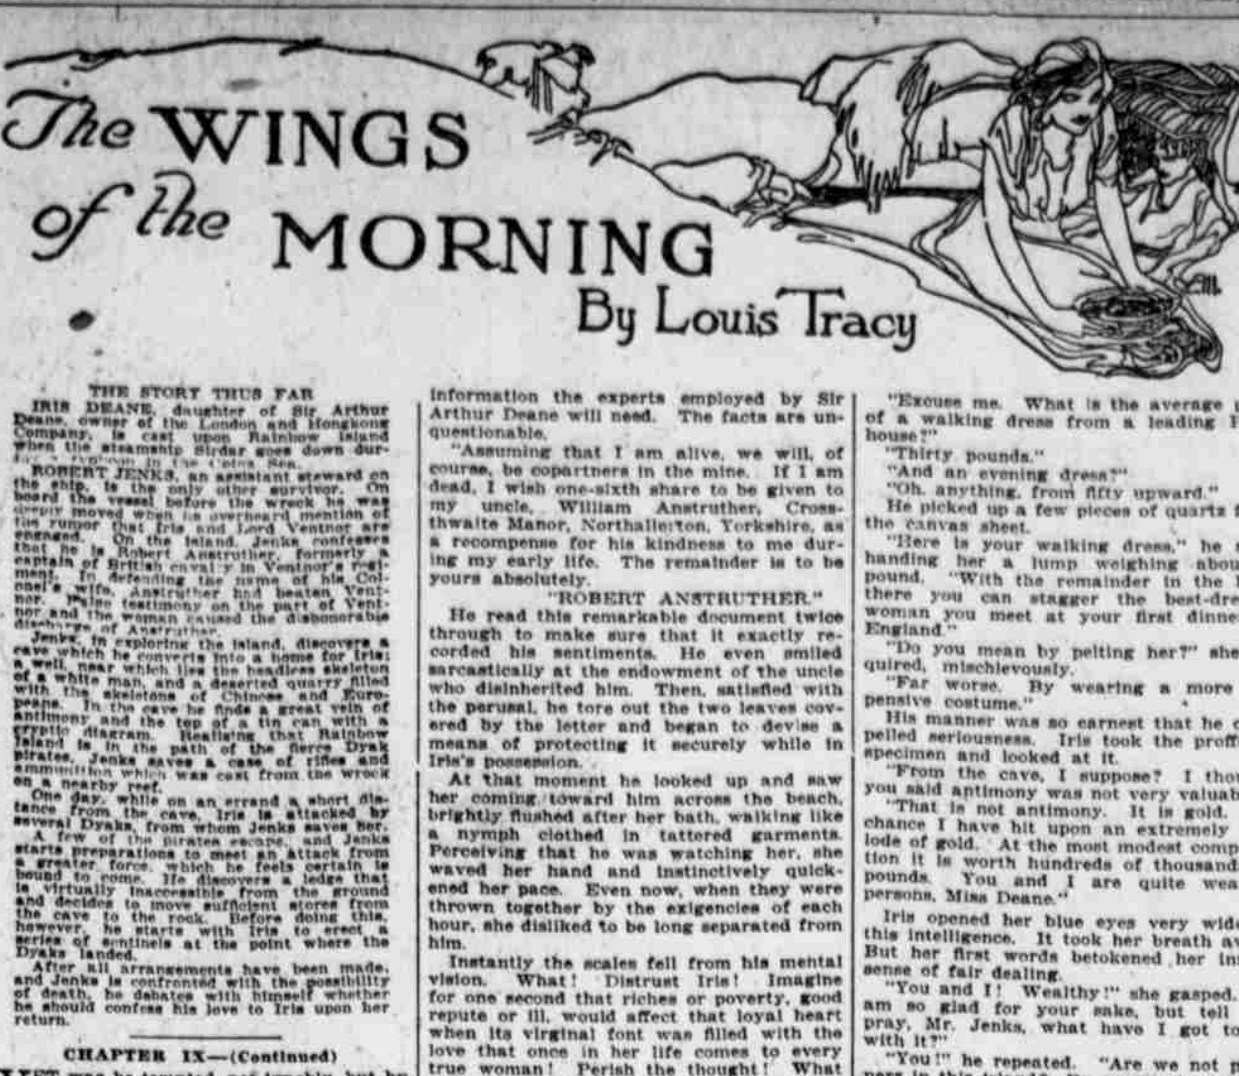 The WINGS
of the MORNING
By Louis Tracy
THE STORY THUS FAR
IRIS DEANE, daughter of Sir Arthur
Deane, owner of the London and Hongkong
Company, is cast upon Rainbow Island
when the steamship Sirdar goes down dur-
in the China Sea.
ROBERT JENKS, an assistant steward on
the ship, is the only other survivor. On
board the vessel before the wreck he was
deeply moved when he overheard mention of
the rumor that Iris and Lord Ventnor are
engaged. On the island, Jenks confesses
that he is Robert Anstruther, formerly a
captain of British cavalry in Ventnor's regi-
ment. In defending the name of his Col-
onel's wife, Anstruther had beaten Vent-
nor. False testimony on the part of Vent-
nor and the woman caused the dishonorable
discharge of Anstruther.
Jenks, in exploring the island, discovers a
cave which he converts into a home for Iris;
a well, near which lies the headless skeleton
of a white man, and a deserted quarry filled
with the skeletons of Chinese and Euro-
peans. In the cave he finds a great vein of
antimony and the top of a tin can with a
cryptic diagram. Realizing that Rainbow
Island is in the path of the fierce Dyak
pirates, Jenks saves a case of rifles and
ammunition which was cast from the wreck
on a nearby reef.
One day, while on an errand a short dis-
tance from the cave, Iris is attacked by
several Dyaks, from whom Jenks saves her.
A few of the pirates escape, and Jenks
starts preparations to meet an attack from
a greater force, which he feels certain is
bound to come. He discovers a ledge that
is virtually inaccessible from the ground
and decides to move sufficient stores from
the cave to the rock. Before doing this,
however, he starts with Iris to erect a
series of sentinels at the point where the
Dyaks landed.
After all arrangements have been made,
and Jenks is confronted with the possibility
of death, he debates with himself whether
he should confess his love to Iris upon her
return.
CHAPTER IX—(Continued)
information the experts employed by Sir
Arthur Deane will need. The facts are un-
questionable.
"Assuming that I am alive, we will, of
course, be copartners in the mine. If I am
dead, I wish one-sixth share to be given to
my uncle, William Anstruther, Cross-
thwaite Manor, Northallerton, Yorkshire, as
a recompense for his kindness to me dur-
ing my early life. The remainder is to be
yours absolutely.
"ROBERT ANSTRUTHER."
He read this remarkable document twice
through to make sure that it exactly re-
corded his sentiments. He even smiled
sarcastically at the endowment of the uncle
who disinherited him. Then, satisfied with
the perusal, he tore out the two leaves cov-
ered by the letter and began to devise a
means of protecting it securely while in
Iris's possession.
At that moment he looked up and saw
her coming toward him across the beach,
brightly flushed after her bath, walking like
a nymph clothed in tattered garments.
Perceiving that he was watching her, she
waved her hand and instinctively quick-
ened her pace. Even now, when they were
thrown together by the exigencies of each
hour, she disliked to be long separated from
him.
Instantly the scales fell from his mental
vision. What! Distrust Iris! Imagine
for one second that riches or poverty, good
repute or ill, would affect that loyal heart
when its virginal font was filled with the
love that once in her life comes to every
true woman! Perish the thought! What
"Excuse me. What is the average
of a walking dress from a leading
house?"
"Thirty pounds."
"And an evening dress?"
"Oh, anything, from fifty upward."
He picked up a few pieces of quartz
the canvas sheet.
"Here is your walking dress," he
handing her a lump weighing abou
pound. "With the remainder in the
there you can stagger the best-dre
woman you meet at your first dinne
England."
"Do you mean by pelting her?" she
quired, mischievously.
"Far worse. By wearing a more
pensive costume."
His manner was so earnest that he
pelled seriousness. Iris took the proff
specimen and looked at it.
"From the cave, I suppose? I thou
you said antimony was not very valuab
"That is not antimony. It is gold.
chance I have hit upon an extremely
lode of gold. At the most modest comp
tion it is worth hundreds of thousand
pounds. You and I are quite wea
persons, Miss Deane."
Iris opened her blue eyes very wide
this intelligence. It took her breath aw
But her first words betokened her in
sense of fair dealing.
"You and I! Wealthy!" she gasped.
am so glad for your sake, but tell
pray, Mr. Jenks, what have I got to
with it?"
"You!" he repeated. "Are we not p